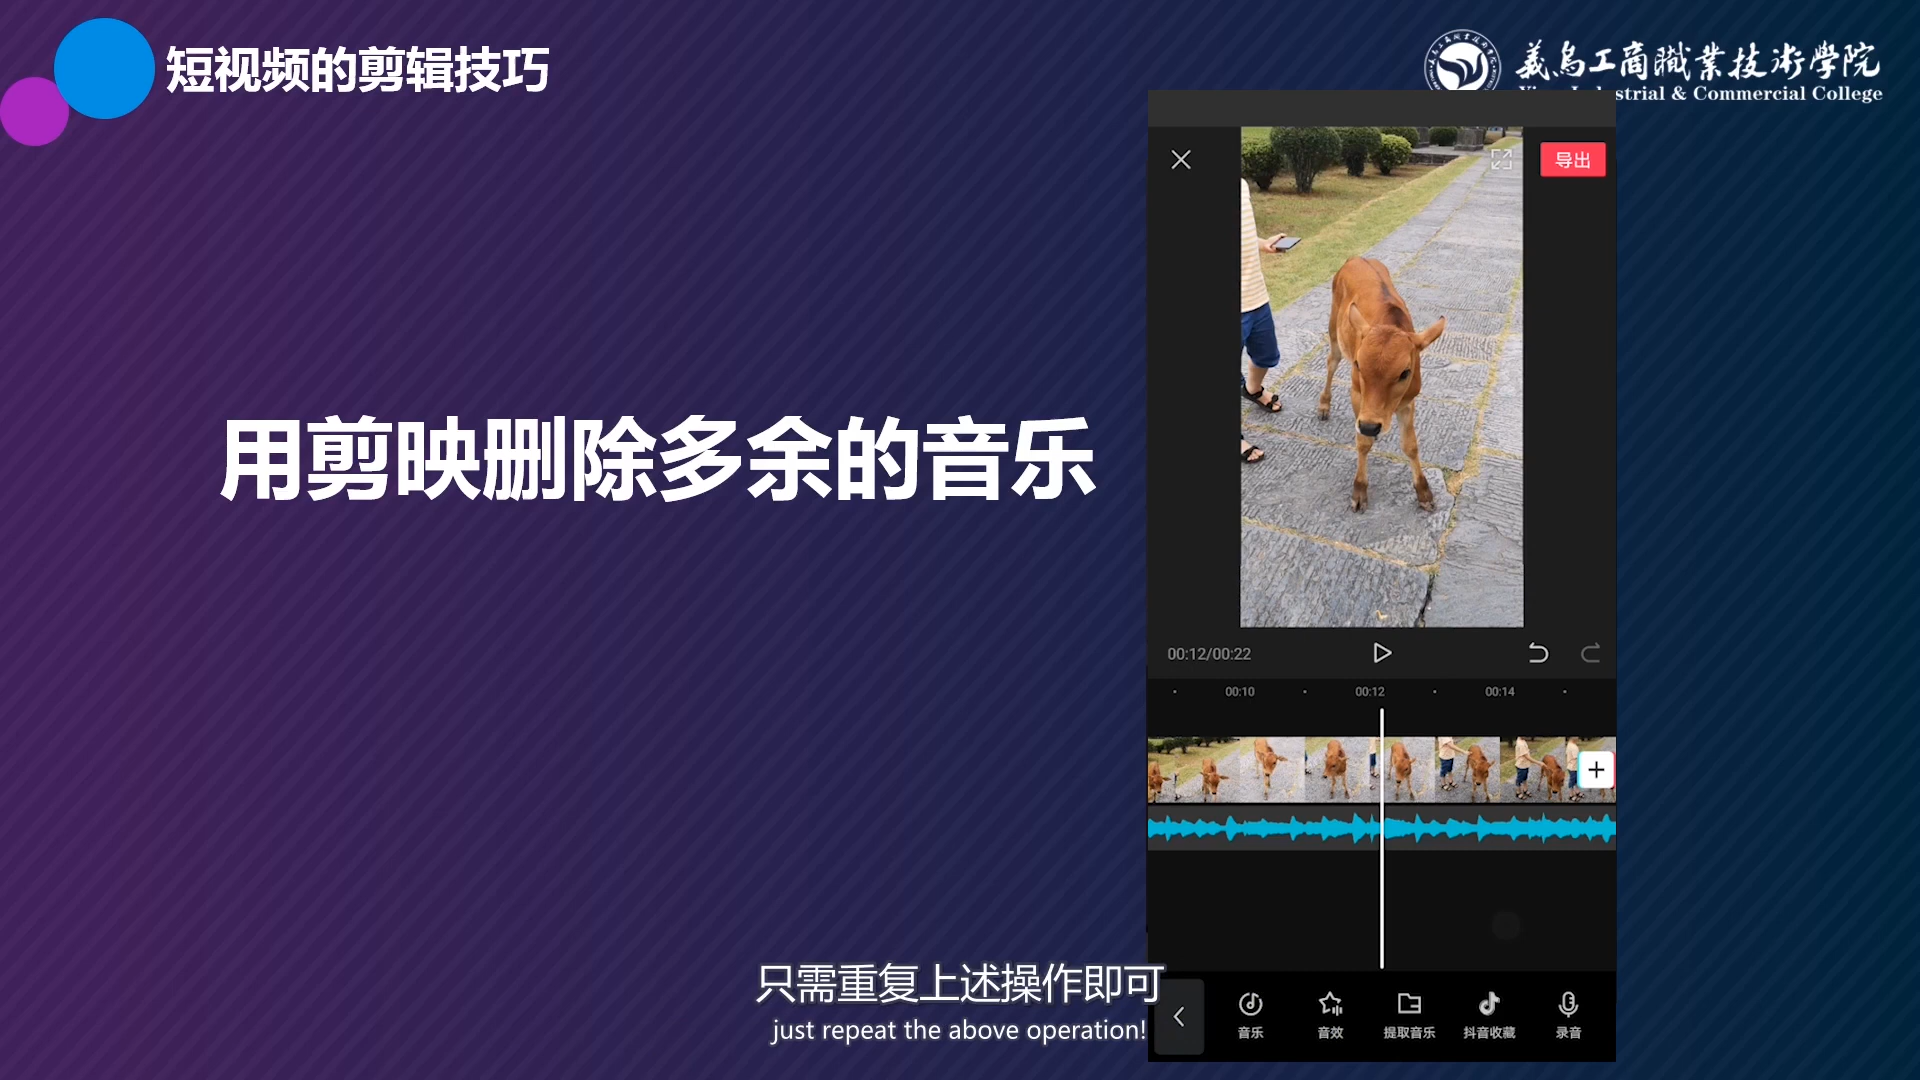 短视频的剪辑技巧
義烏工商職業技術學院
strial & Commercial College
导出
用剪映删除多余的音乐
00:12/00:22
00:10
00:12
00:14
只需重复上述操作即可
just repeat the above operation!
音乐
音效
提取音乐
抖音收藏
录音